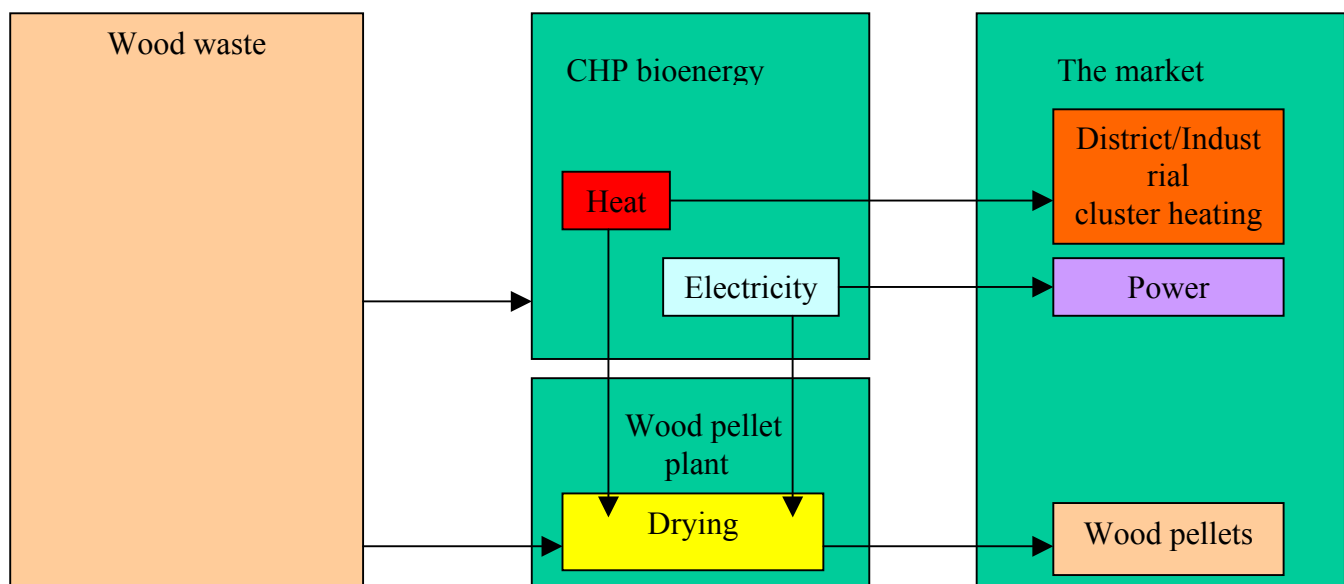 Wood waste
CHP bioenergy
The market
District/Indust
rial
cluster heating
Heat
Electricity
Power
Wood pellet
plant
Drying
Wood pellets